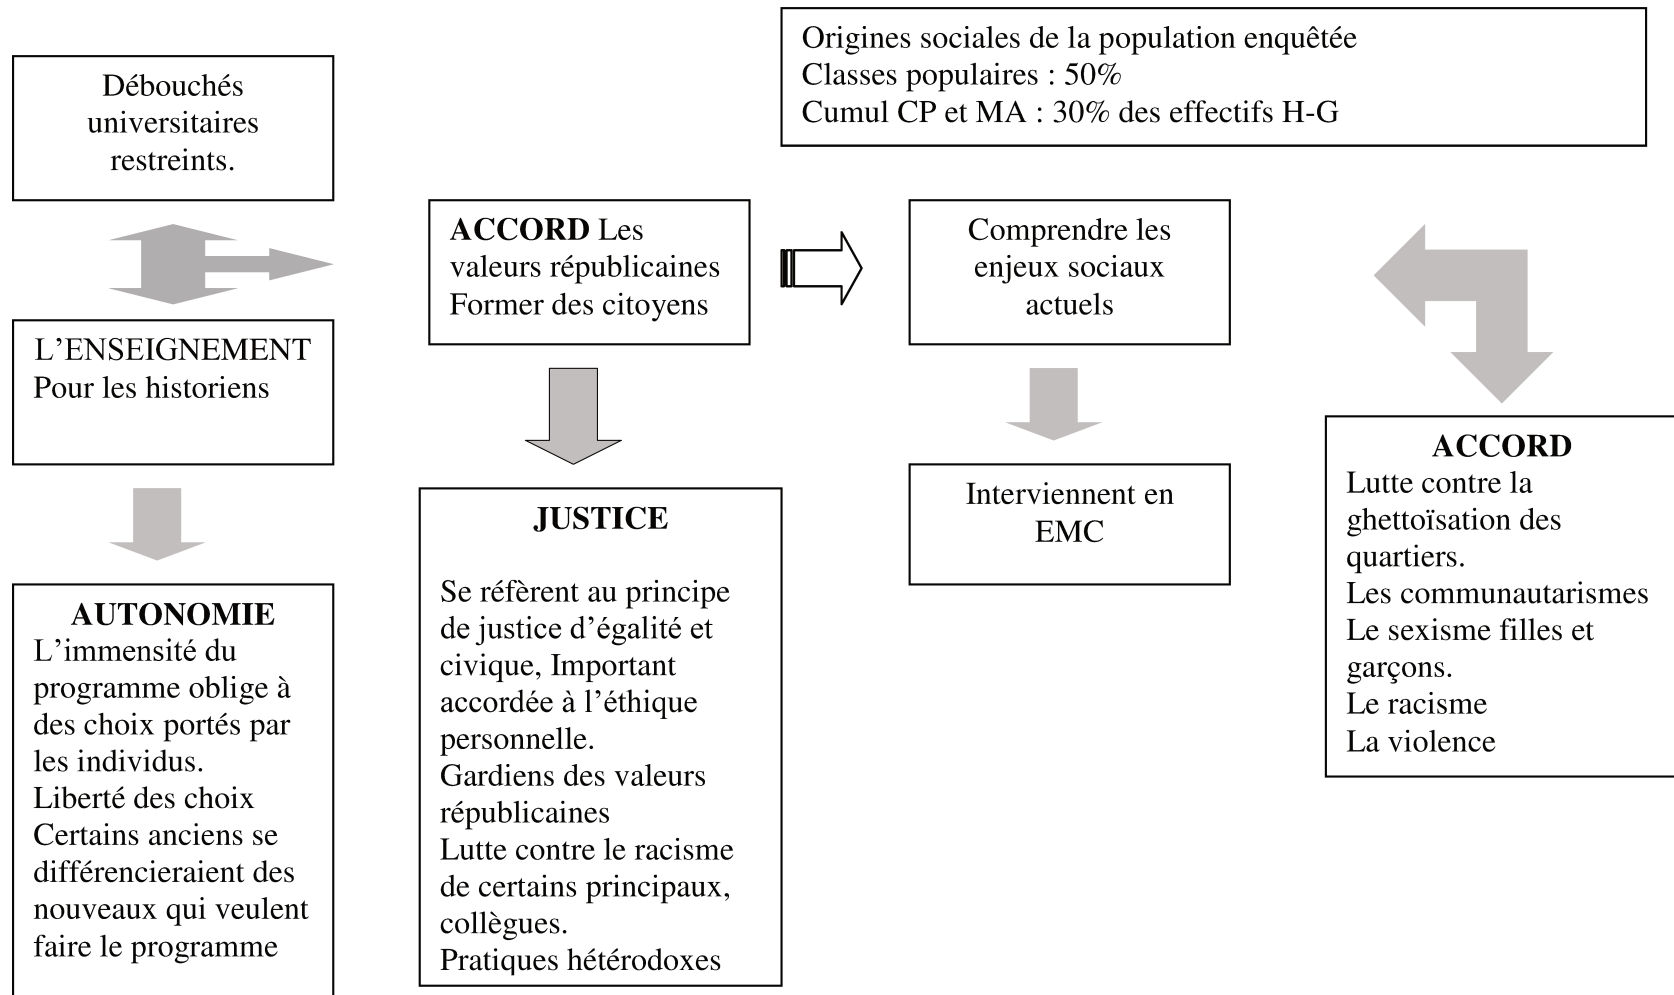 Débouchés
universitaires
restreints.
Origines sociales de la population enquêtée
Classes populaires : 50%
Cumul CP et MA : 30% des effectifs H-G
L’ENSEIGNEMENT
Pour les historiens
ACCORD Les
valeurs républicaines
Former des citoyens
Comprendre les
enjeux sociaux
actuels
AUTONOMIE
L’immensité du
programme oblige à
des choix portés par
les individus.
Liberté des choix
Certains anciens se
différencieraient des
nouveaux qui veulent
faire le programme
JUSTICE
Se réfèrent au principe
de justice d’égalité et
civique, Important
accordée à l’éthique
personnelle.
Gardiens des valeurs
républicaines
Lutte contre le racisme
de certains principaux,
collègues.
Pratiques hétérodoxes
Interviennent en
EMC
ACCORD
Lutte contre la
ghettoïsation des
quartiers.
Les communautarismes
Le sexisme filles et
garçons.
Le racisme
La violence